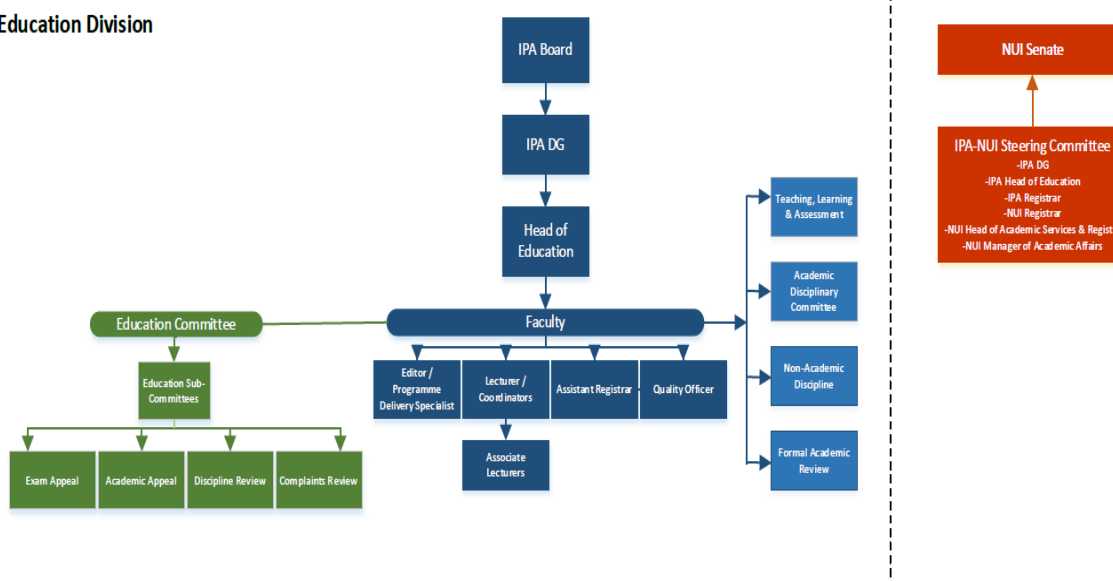 Education Division
IPA Board
NUI Senate
IPA DG
IPA-NUI Steering Committee
-IPA DG
-IPA Head of Education
-IPA Registrar
-NUI Registrar
-NUI Head of Academic Services & Regist
-NUI Manager of Academic Affairs
Head of
Education
Teaching, Learning
& Assessment
Academic
Disciplinary
Committee
Education Committee
Faculty
Education Sub-
Committees
Editor /
Programme
Delivery Specialist
Lecturer /
Coordinators
Assistant Registrar
Quality Officer
Non-Academic
Discipline
Associate
Lecturers
Formal Academic
Review
Exam Appeal
Academic Appeal
Discipline Review
Complaints Review